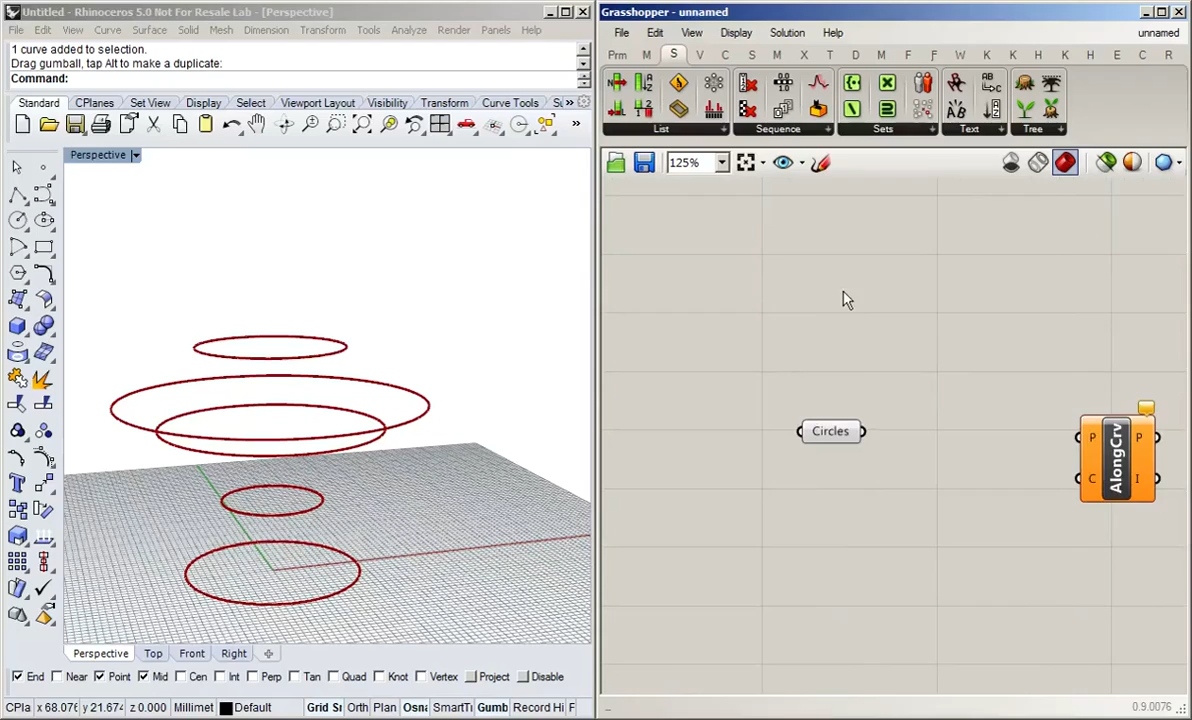 Untitled - Rhinoceros 5.0 Not For Resale Lab - [Perspective]
File Edit View Curve Surface Solid Mesh Dimension Transform Tools Analyze Render Panels Help
1 curve added to selection.
Drag gumball, tap Alt to make a duplicate:
Command:
Standard CPlanes Set View Display Select Viewport Layout Visibility Transform Curve Tools »
»
Perspective
Perspective Top Front Right
End Near Point Mid Cen Int Perp Tan Quad Knot Vertex Project Disable
CPla x 68.076 y 21.674 z 0.000 Millimet Default Grid Sr Orth Plan Osna SmartTi Gumb Record Hi F
Grasshopper - unnamed
File Edit View Display Solution Help unnamed
Prm M S V C S M X T D M F F W K K H E H C R
List Sequence Sets Text Tree
125%
Circles
P AlongCrv P
C I
0.9.0076